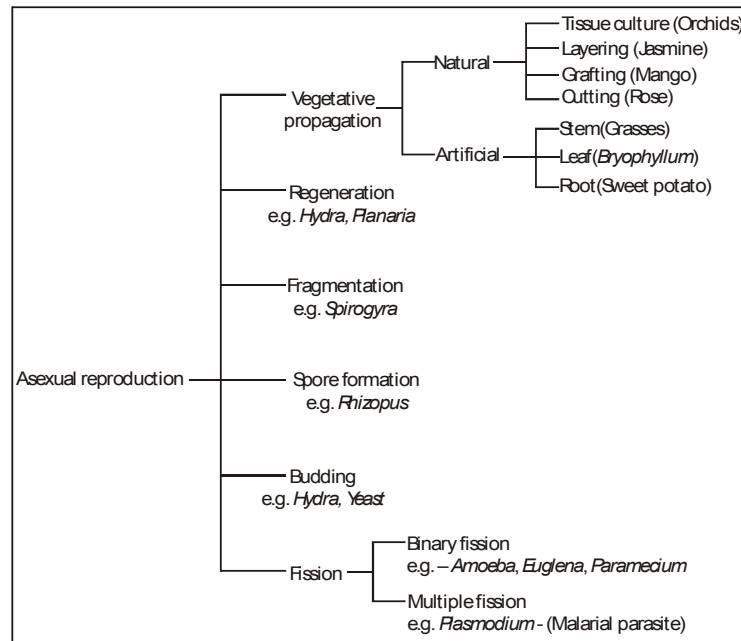 Tissue culture (Orchids)
Layering (Jasmine)
Natural
Grafting (Mango)
Cutting (Rose)
Vegetative
propagation
Stem(Grasses)
Artificial
Leaf(Bryophyllum)
Root(Sweet potato)
Regeneration
e.g. Hydra, Planaria
Fragmentation
e.g. Spirogyra
Asexual reproduction
Spore formation
e.g. Rhizopus
Budding
e.g. Hydra, Yeast
Fission
Binary fission
e.g. – Amoeba, Euglena, Paramecium
Multiple fission
e.g. Plasmodium - (Malarial parasite)